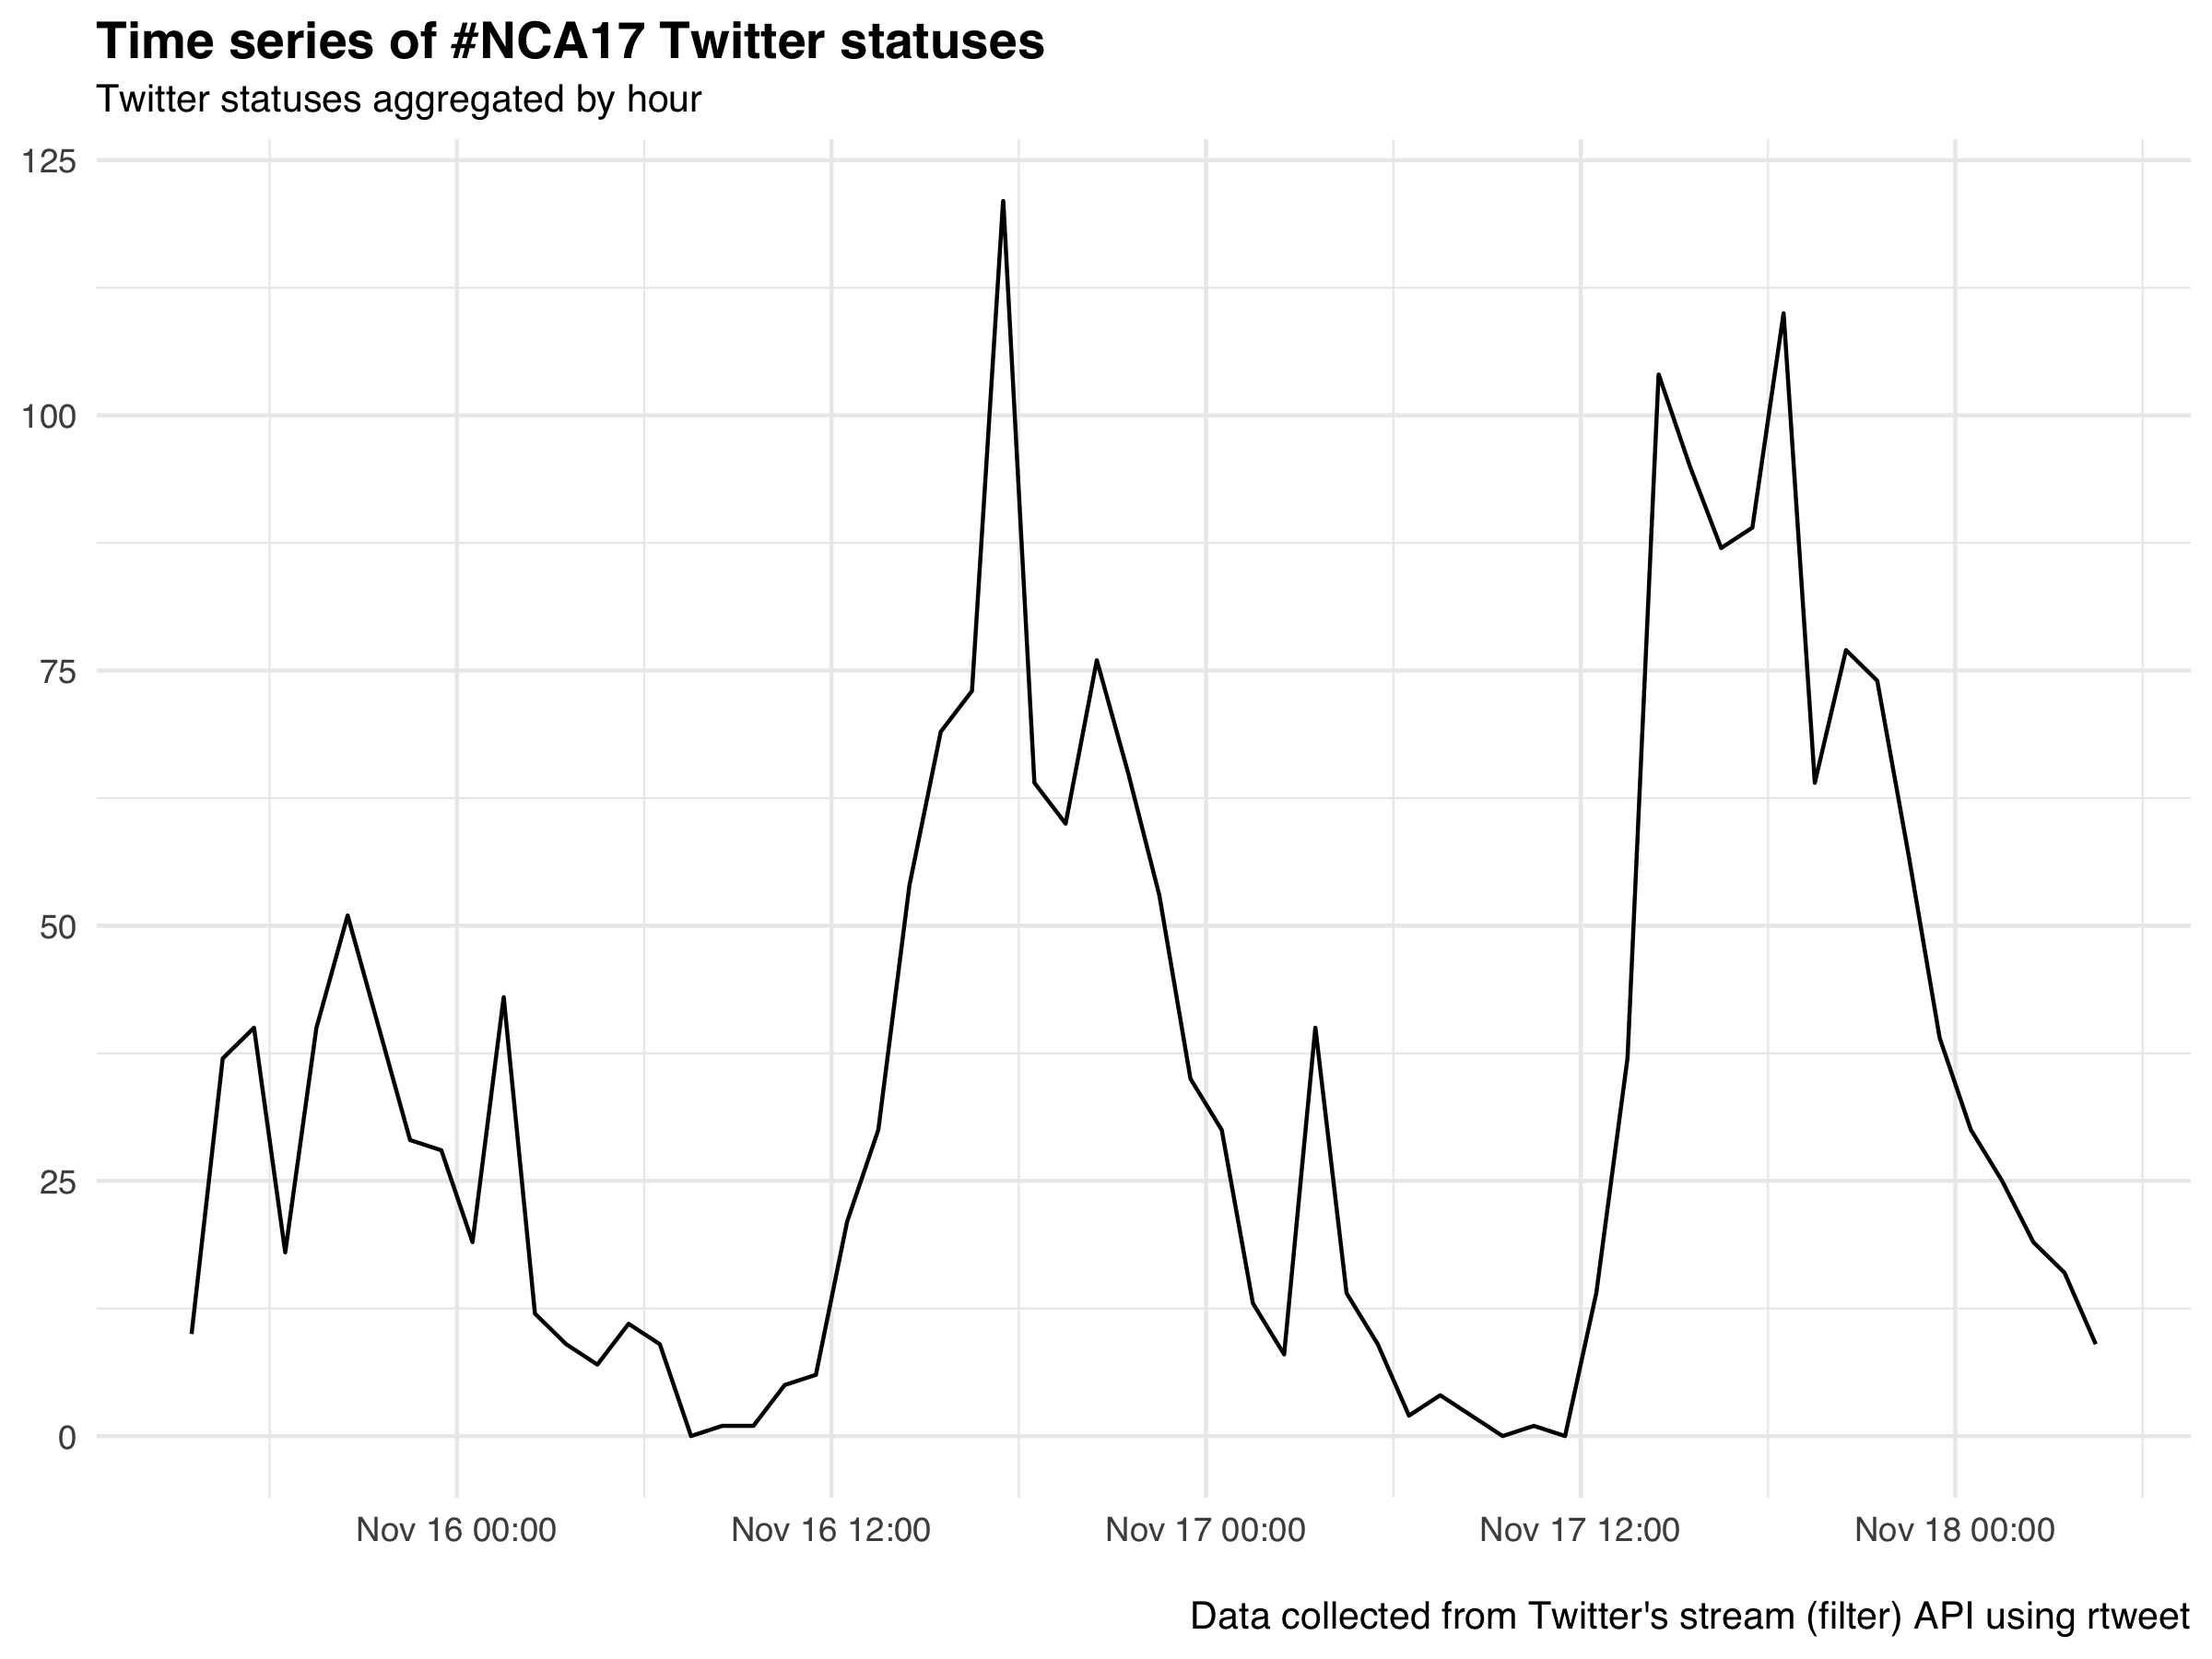 Time series of #NCA17 Twitter statuses
Twitter statuses aggregated by hour
125
100
75
50
25
0
Nov 16 00:00 Nov 16 12:00 Nov 17 00:00 Nov 17 12:00 Nov 18 00:00
Data collected from Twitter's stream (filter) API using rtweet